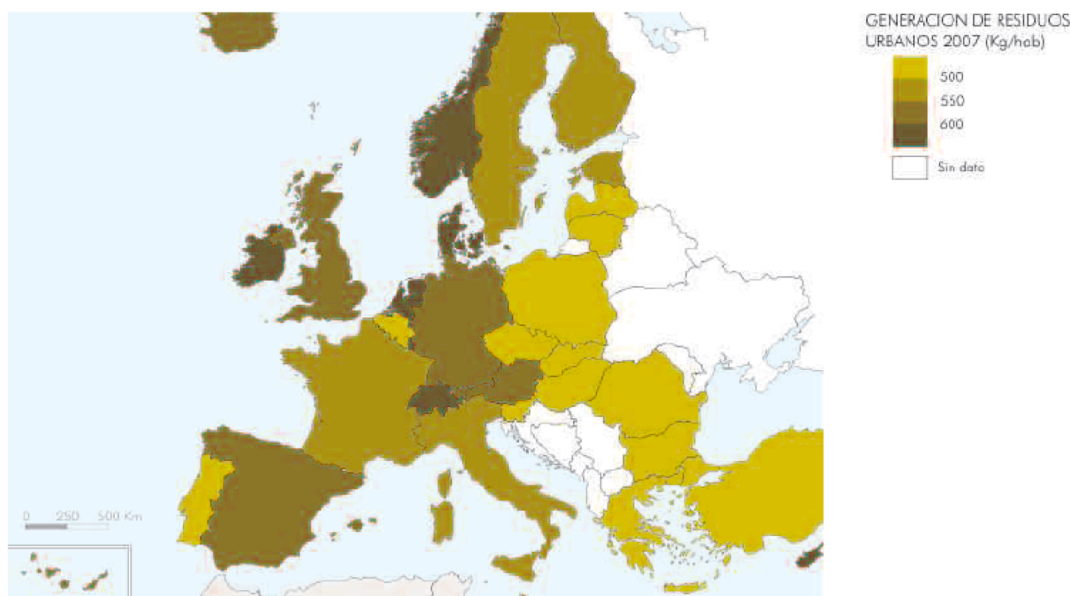 GENERACION DE RESIDUOS
URBANOS 2007 (Kg/hab)
500
550
600
Sin dato
0 250 500 Km